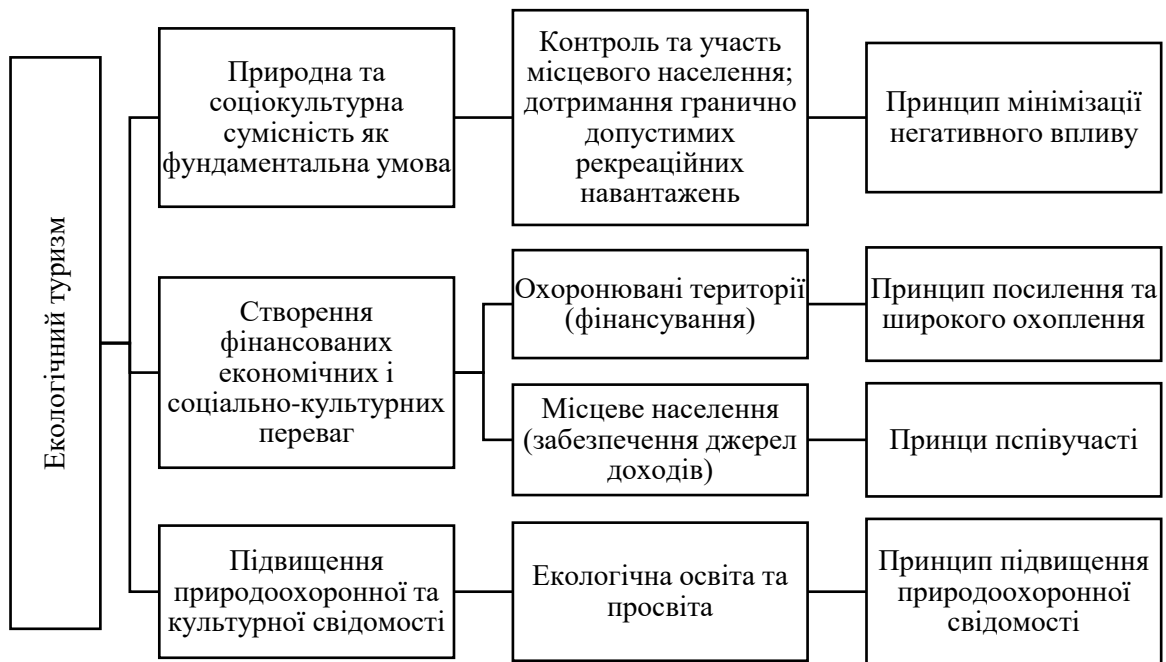 Екологічний туризм
Природна та
соціокультурна
сумісність як
фундаментальна умова
Контроль та участь
місцевого населення;
дотримання гранично
допустимих
рекреаційних
навантажень
Принцип мінімізації
негативного впливу
Створення
фінансованих
економічних і
соціально-культурних
переваг
Охоронювані території
(фінансування)
Принцип посилення та
широкого охоплення
Місцеве населення
(забезпечення джерел
доходів)
Принци пспівучасті
Підвищення
природоохоронної та
культурної свідомості
Екологічна освіта та
просвіта
Принцип підвищення
природоохоронної
свідомості